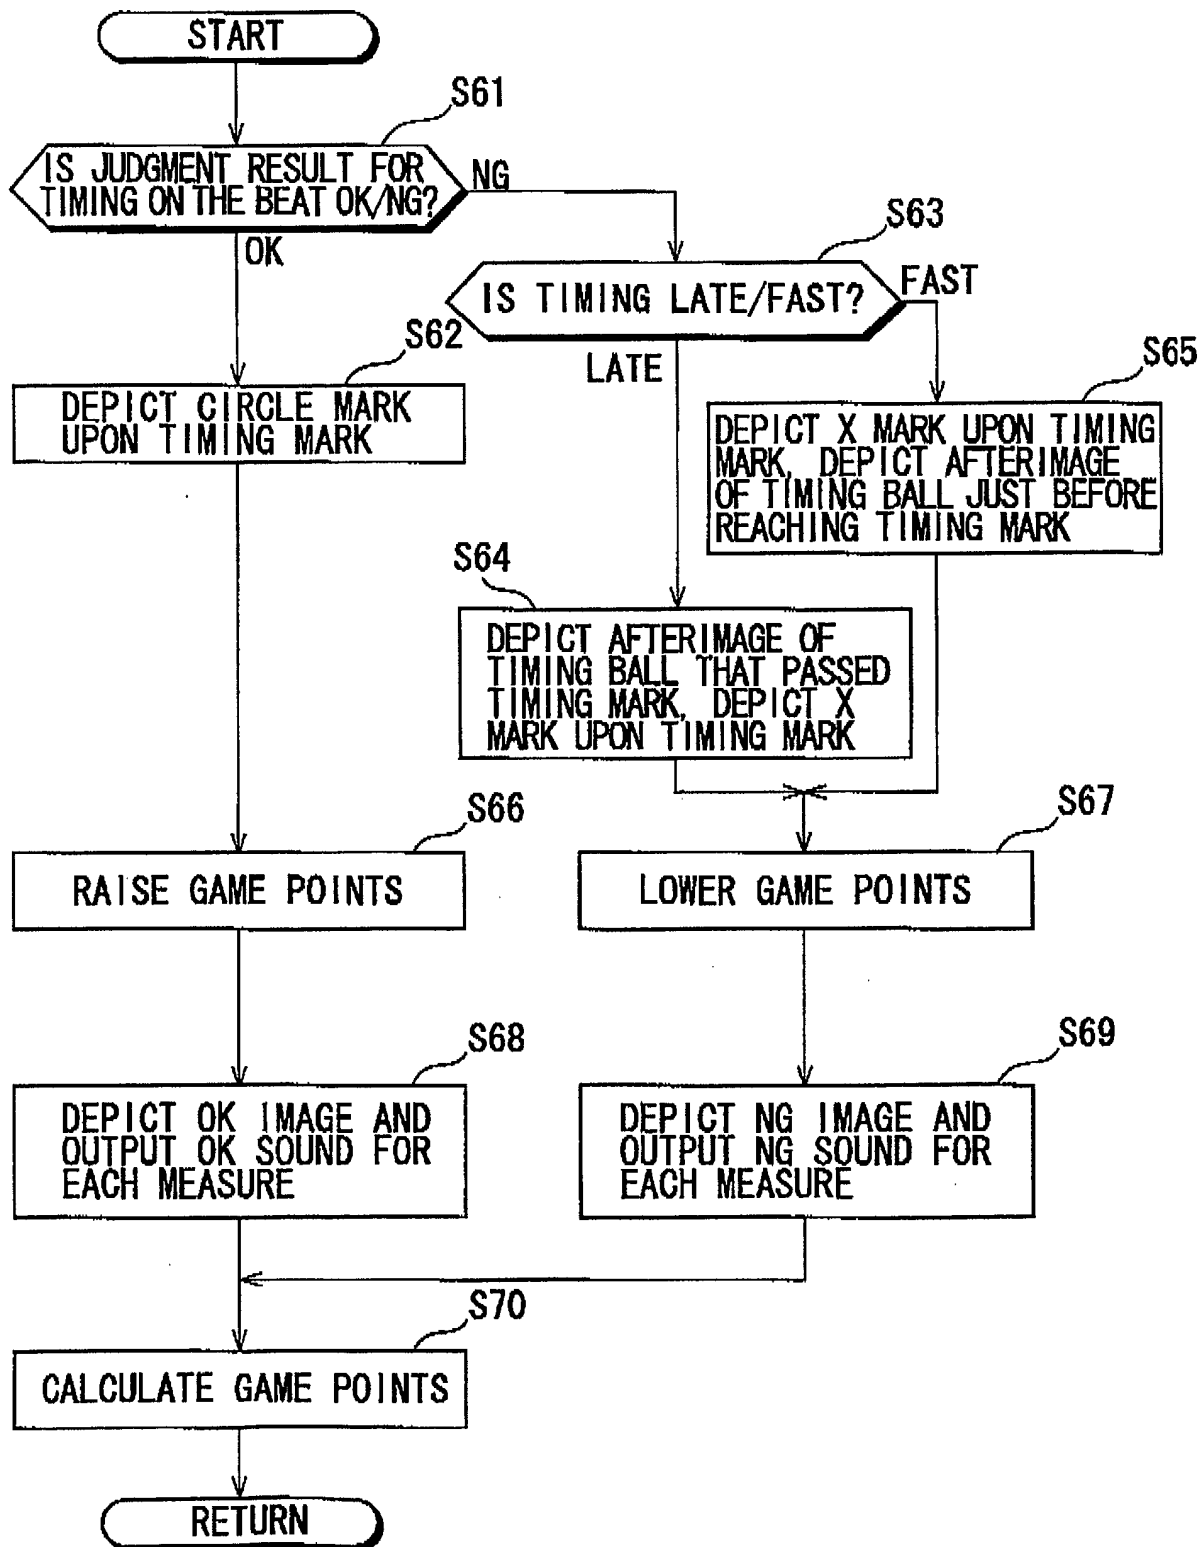 START
S61
IS JUDGMENT RESULT FOR
TIMING ON THE BEAT OK/NG?
NG
OK
S63
IS TIMING LATE/FAST?
FAST
LATE
S62
DEPICT CIRCLE MARK
UPON TIMING MARK
S65
DEPICT X MARK UPON TIMING
MARK, DEPICT AFTERIMAGE
OF TIMING BALL JUST BEFORE
REACHING TIMING MARK
S64
DEPICT AFTERIMAGE OF
TIMING BALL THAT PASSED
TIMING MARK, DEPICT X
MARK UPON TIMING MARK
S66
RAISE GAME POINTS
S67
LOWER GAME POINTS
S68
DEPICT OK IMAGE AND
OUTPUT OK SOUND FOR
EACH MEASURE
S69
DEPICT NG IMAGE AND
OUTPUT NG SOUND FOR
EACH MEASURE
S70
CALCULATE GAME POINTS
RETURN